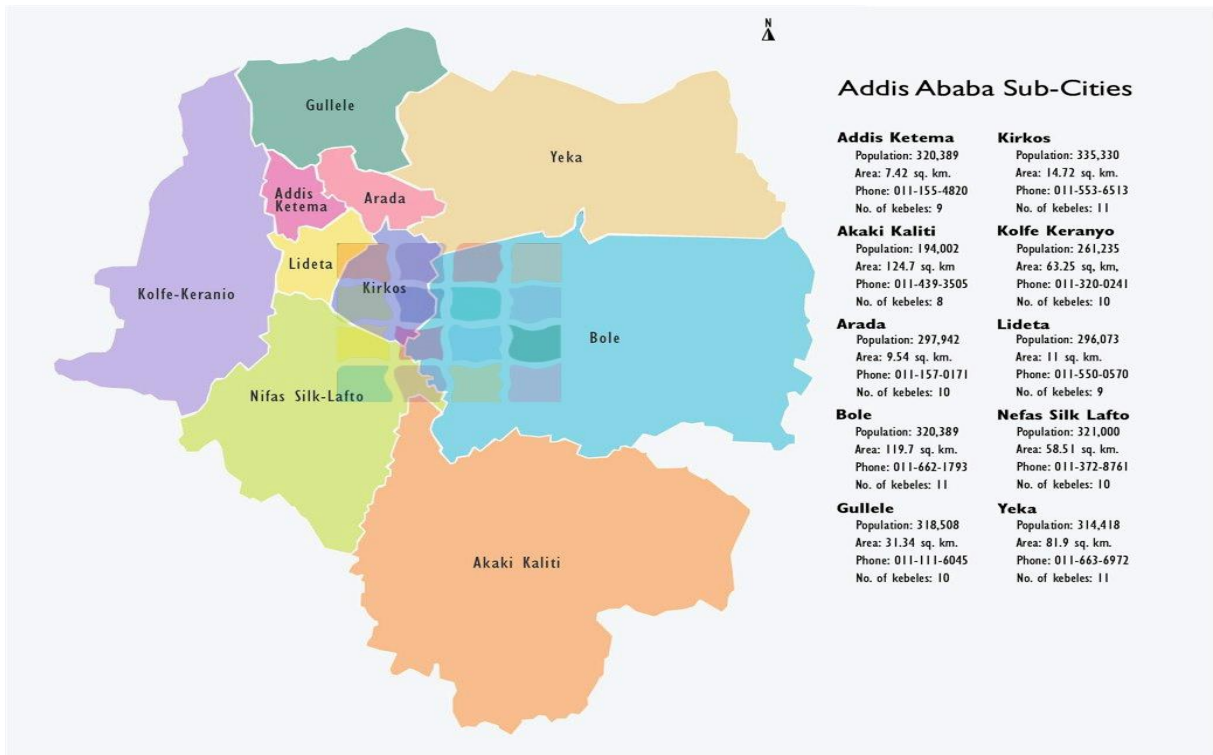 N
Gullele
Yeka
Addis
Ketema
Arada
Lideta
Kirkos
Kolfe-Keranio
Bole
Nifas Silk-Lafto
Akaki Kaliti
Addis Ababa Sub-Cities
Addis Ketema
Population: 320,389
Area: 7.42 sq. km.
Phone: 011-155-4820
No. of kebeles: 9
Akaki Kaliti
Population: 194,002
Area: 124.7 sq. km
Phone: 011-439-3505
No. of kebeles: 8
Arada
Population: 297,942
Area: 9.54 sq. km.
Phone: 011-157-0171
No. of kebeles: 10
Bole
Population: 320,389
Area: 119.7 sq. km.
Phone: 011-662-1793
No. of kebeles: 11
Gullele
Population: 318,508
Area: 31.34 sq. km.
Phone: 011-111-6045
No. of kebeles: 10
Kirkos
Population: 335,330
Area: 14.72 sq. km.
Phone: 011-553-6513
No. of kebeles: 11
Kolfe Keranyo
Population: 261,235
Area: 63.25 sq. km,
Phone: 011-320-0241
No. of kebeles: 10
Lideta
Population: 296,073
Area: 11 sq. km.
Phone: 011-550-0570
No. of kebeles: 9
Nefas Silk Lafto
Population: 321,000
Area: 58.51 sq. km.
Phone: 011-372-8761
No. of kebeles: 10
Yeka
Population: 314,418
Area: 81.9 sq. km.
Phone: 011-663-6972
No. of kebeles: 11